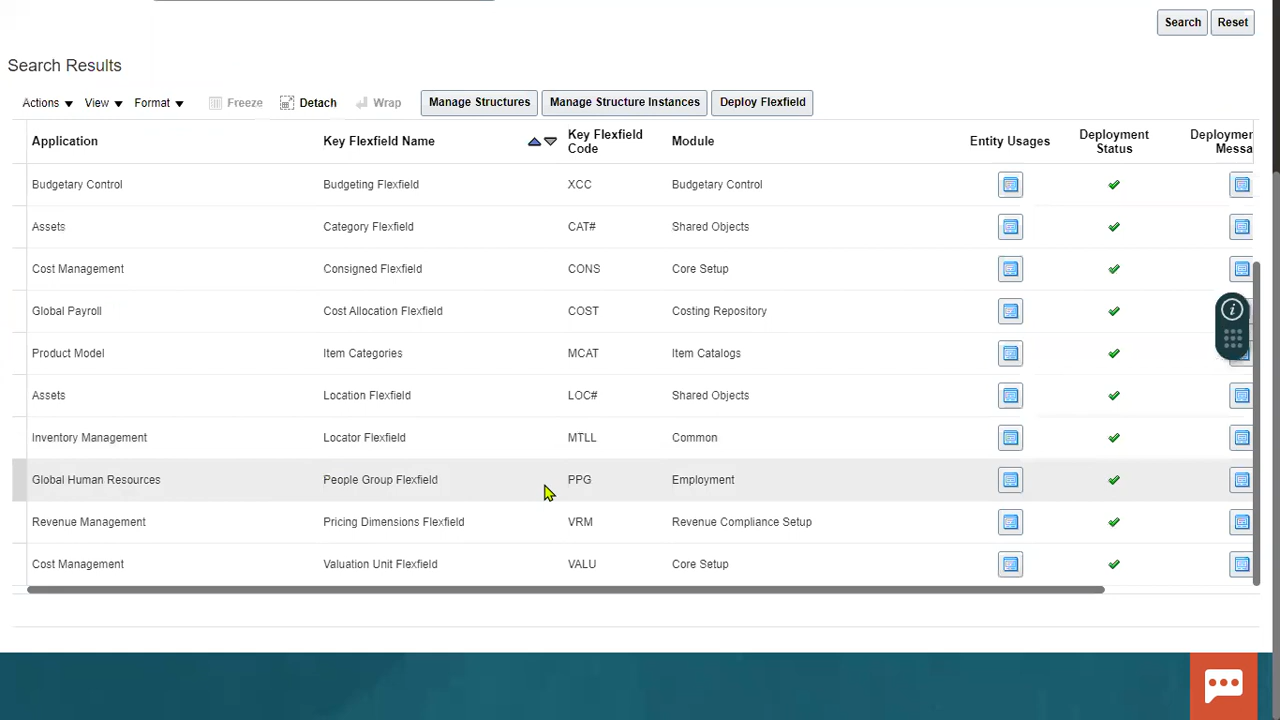 Search Reset
Search Results
Actions View Format Freeze Detach Wrap Manage Structures Manage Structure Instances Deploy Flexfield
Application Key Flexfield Name Key Flexfield Code Module Entity Usages Deployment Status
Budgetary Control Budgeting Flexfield XCC Budgetary Control
Assets Category Flexfield CAT# Shared Objects
Cost Management Consigned Flexfield CONS Core Setup
Global Payroll Cost Allocation Flexfield COST Costing Repository
Product Model Item Categories MCAT Item Catalogs
Assets Location Flexfield LOC# Shared Objects
Inventory Management Locator Flexfield MTLL Common
Global Human Resources People Group Flexfield PPG Employment
Revenue Management Pricing Dimensions Flexfield VRM Revenue Compliance Setup
Cost Management Valuation Unit Flexfield VALU Core Setup